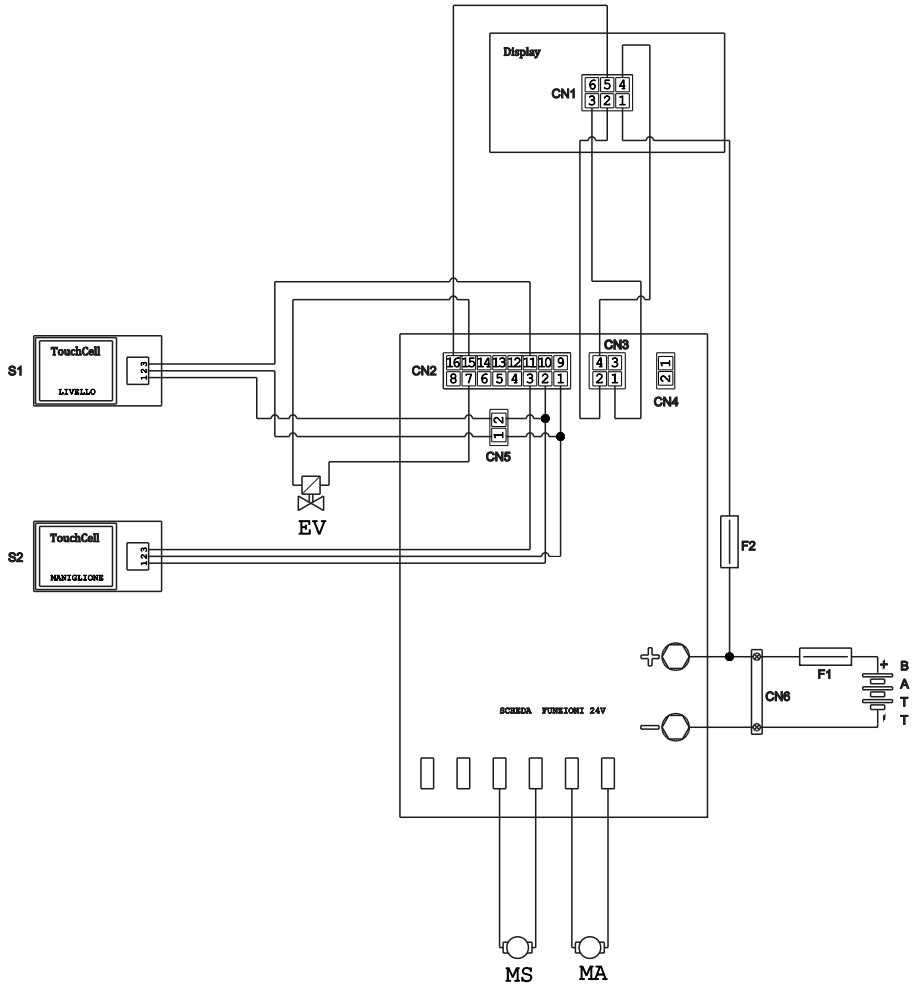 Display
CN1
6 5 4
3 2 1
S1
TouchCell
LIVELLO
1 2 3
CN2
16 15 14 13 12 11 10 9
8 7 6 5 4 3 2 1
CN3
4 3
2 1
2 1
CN4
1 2
CN5
EV
S2
TouchCell
MANIGLIONE
1 2 3
F2
+
F1
+
B
A
T
T
CN6
SCHEDA FUNZIONI 24V
-
MS
MA